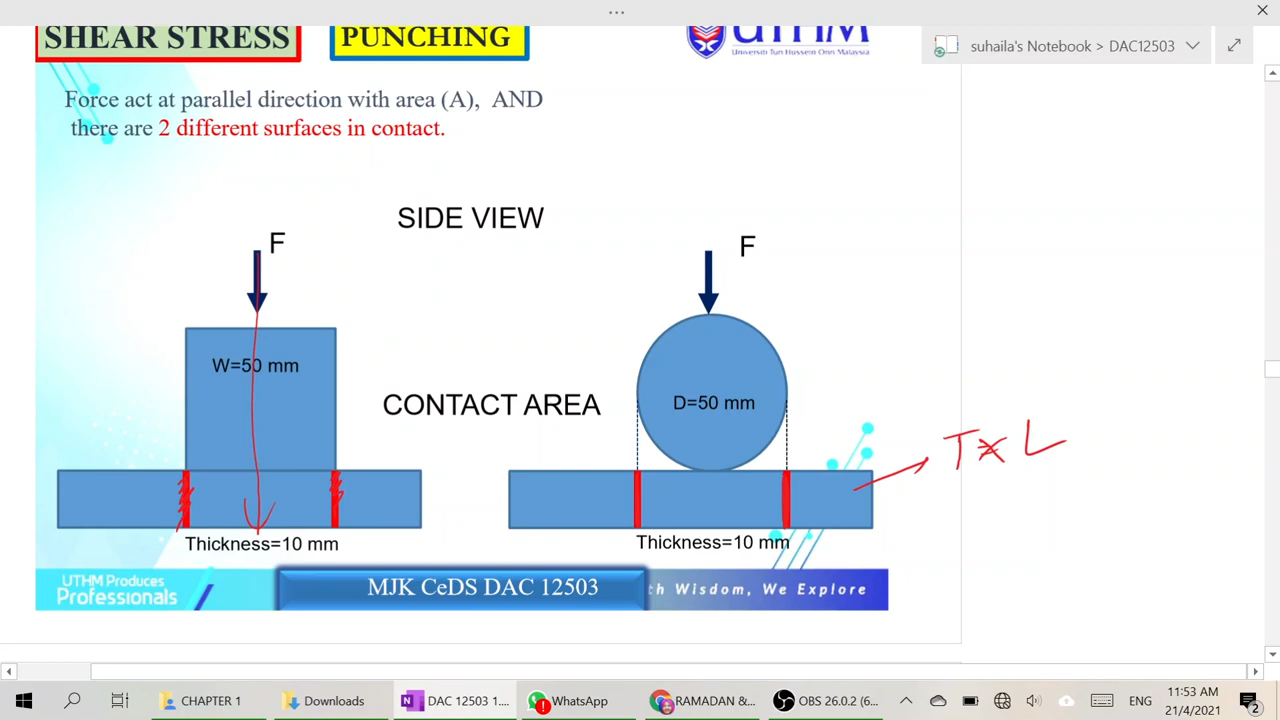 SHEAR STRESS
PUNCHING
UTHM
Universiti Tun Hussein Onn Malaysia
suhaila's Notebook > DAC1250
Force act at parallel direction with area (A), AND
there are 2 different surfaces in contact.
SIDE VIEW
F
F
W=50 mm
CONTACT AREA
D=50 mm
T x L
Thickness=10 mm
Thickness=10 mm
UTHM Produces
Professionals
MJK CeDS DAC 12503
h Wisdom, We Explore
CHAPTER 1
Downloads
DAC 12503 1....
WhatsApp
RAMADAN &...
OBS 26.0.2 (6...
ENG
11:53 AM
21/4/2021
2